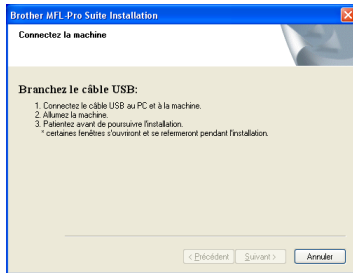 Brother MFL-Pro Suite Installation
Connectez la machine
Branchez le câble USB:
1. Connectez le câble USB au PC et à la machine.
2. Allumez la machine.
3. Patientez avant de poursuivre l'installation.
* certaines fenêtres s'ouvriront et se refermeront pendant l'installation.
< Précédent
Suivant >
Annuler